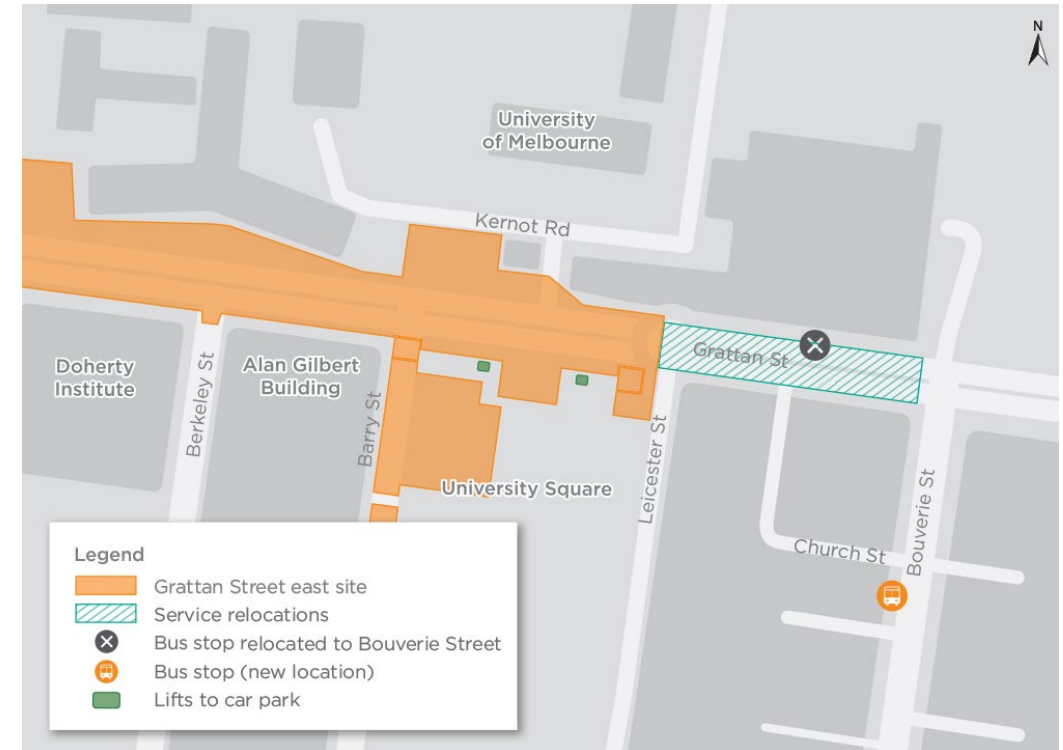 N
University
of Melbourne
Kernot Rd
Grattan St
Doherty
Institute
Berkeley St
Alan Gilbert
Building
Barry St
University Square
Leicester St
Bouverie St
Church St
Legend
Grattan Street east site
Service relocations
Bus stop relocated to Bouverie Street
Bus stop (new location)
Lifts to car park